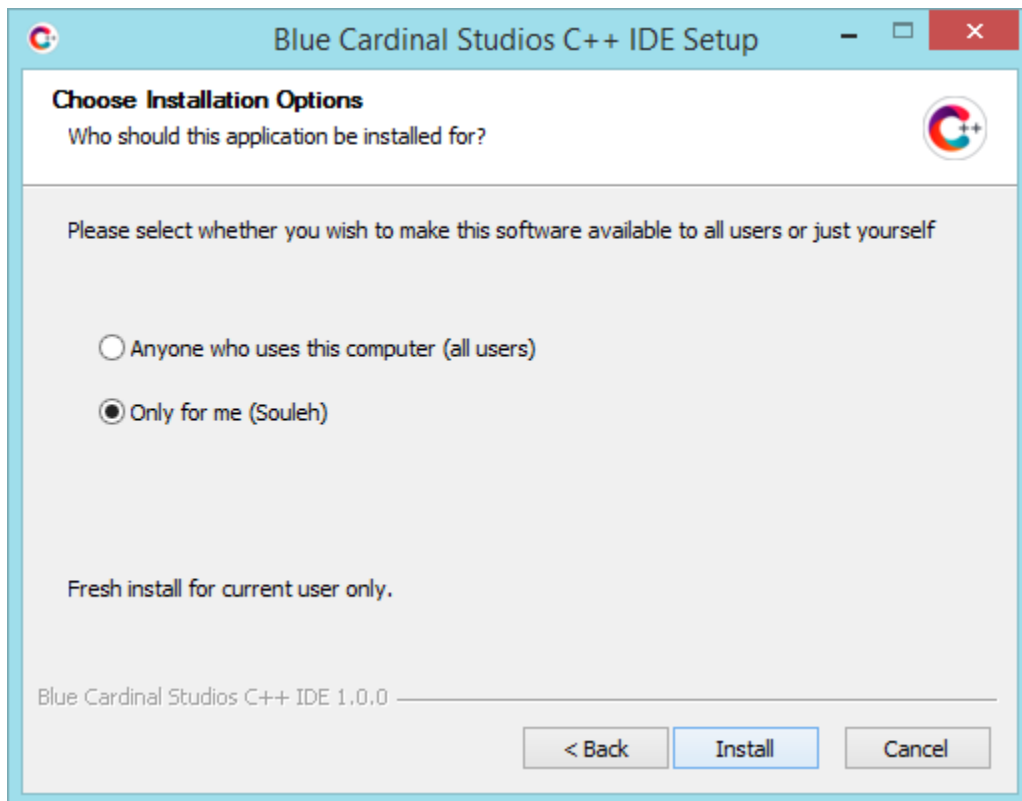 Blue Cardinal Studios C++ IDE Setup
Choose Installation Options
Who should this application be installed for?
C++
Please select whether you wish to make this software available to all users or just yourself
Anyone who uses this computer (all users)
Only for me (Souleh)
Fresh install for current user only.
Blue Cardinal Studios C++ IDE 1.0.0
< Back
Install
Cancel